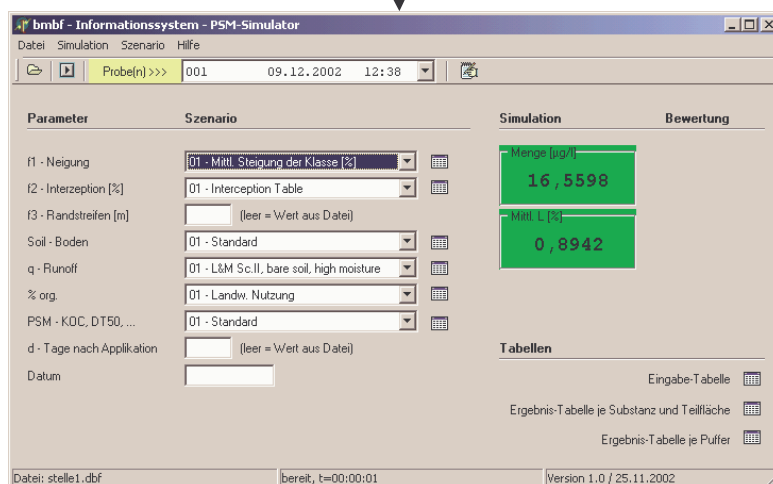 bmbf - Informationssystem - PSM-Simulator
Datei Simulation Szenario Hilfe
Probe(n) >>> 001 09.12.2002 12:38
Parameter Szenario Simulation Bewertung
f1 - Neigung 01 - Mittl. Steigung der Klasse [%]
Menge [µg/l]
16,5598
f2 - Interzeption [%] 01 - Interception Table
f3 - Randstreifen [m] (leer = Wert aus Datei)
Mittl. L [%]
0,8942
Soil - Boden 01 - Standard
q - Runoff 01 - L&M Sc.II, bare soil, high moisture
% org. 01 - Landw. Nutzung
PSM - KOC, DT50, ... 01 - Standard
d - Tage nach Applikation (leer = Wert aus Datei)
Datum
Tabellen
Eingabe-Tabelle
Ergebnis-Tabelle je Substanz und Teilfläche
Ergebnis-Tabelle je Puffer
Datei: stelle1.dbf bereit, t=00:00:01 Version 1.0 / 25.11.2002